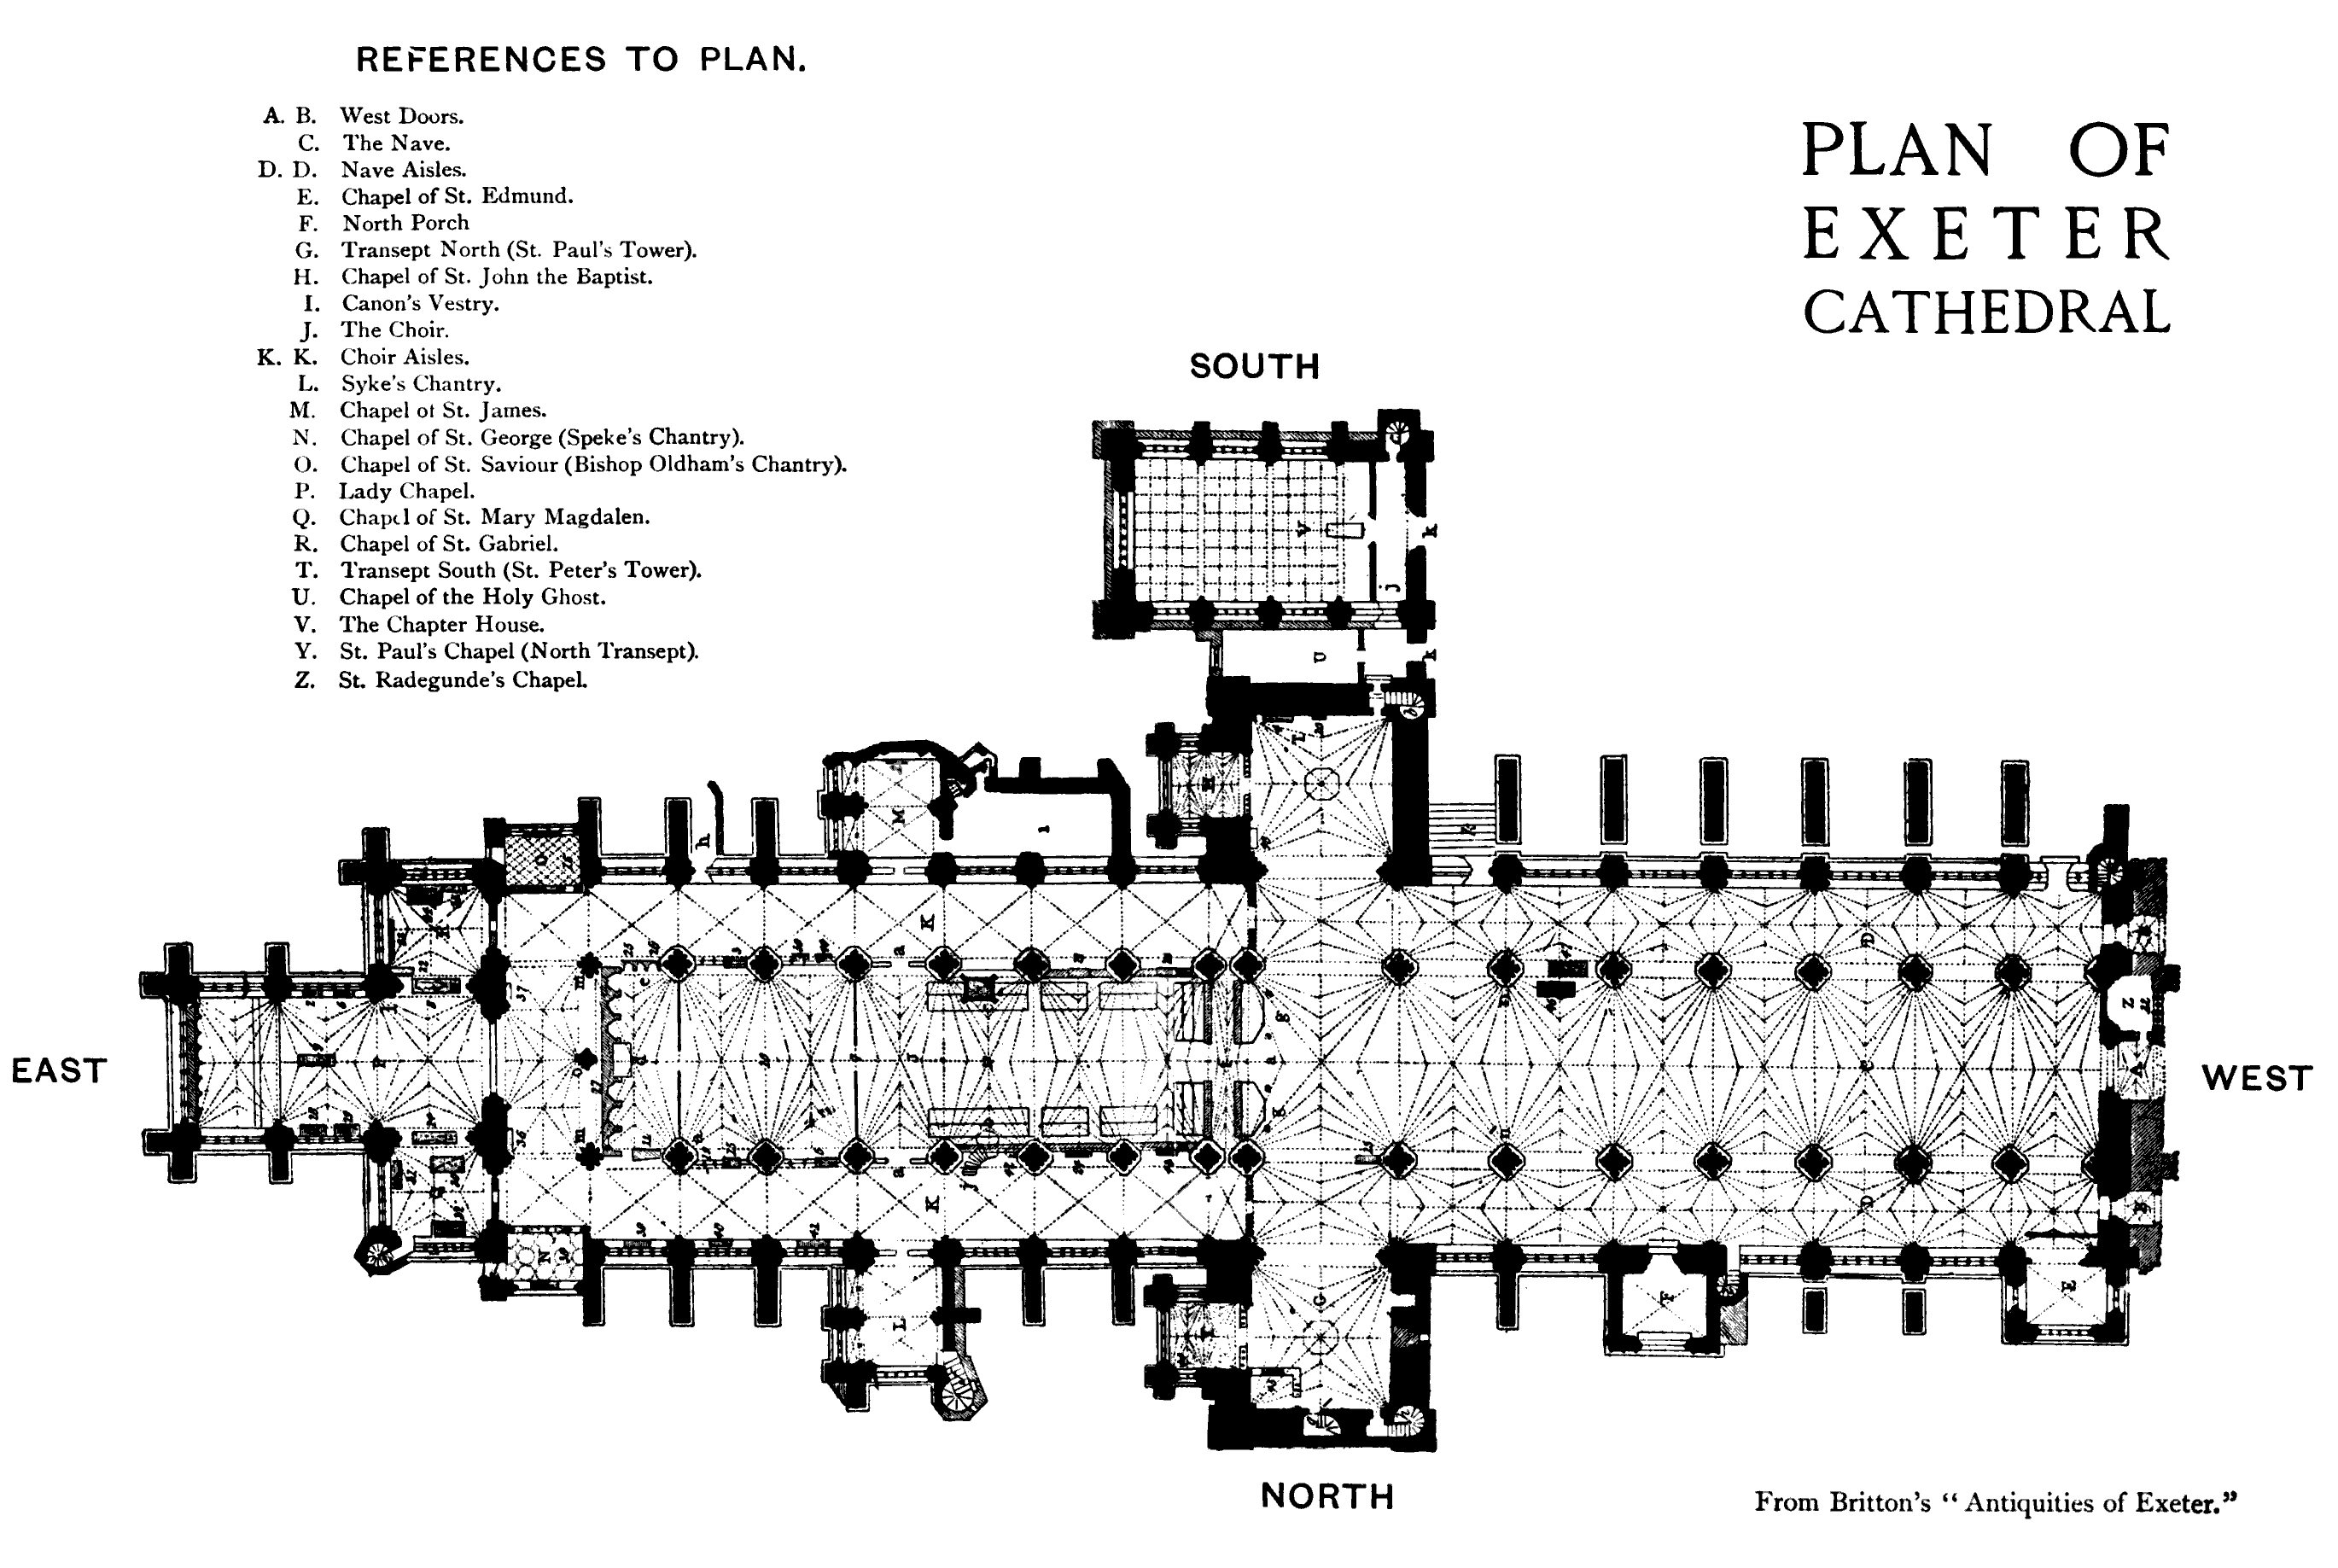 REFERENCES TO PLAN.
A. B. West Doors.
C. The Nave.
D. D. Nave Aisles.
E. Chapel of St. Edmund.
F. North Porch
G. Transept North (St. Paul's Tower).
H. Chapel of St. John the Baptist.
I. Canon's Vestry.
J. The Choir.
K. K. Choir Aisles.
L. Syke's Chantry.
M. Chapel of St. James.
N. Chapel of St. George (Speke's Chantry).
O. Chapel of St. Saviour (Bishop Oldham's Chantry).
P. Lady Chapel.
Q. Chapel of St. Mary Magdalen.
R. Chapel of St. Gabriel.
T. Transept South (St. Peter's Tower).
U. Chapel of the Holy Ghost.
V. The Chapter House.
Y. St. Paul's Chapel (North Transept).
Z. St. Radegunde's Chapel.
PLAN OF
EXETER
CATHEDRAL
SOUTH
V
k
j
U
k
T
H
M
h
K
K
a
R
D
Z
EAST
P
J
C
A
WEST
K
D
N
L
G
F
E
NORTH
From Britton's "Antiquities of Exeter."